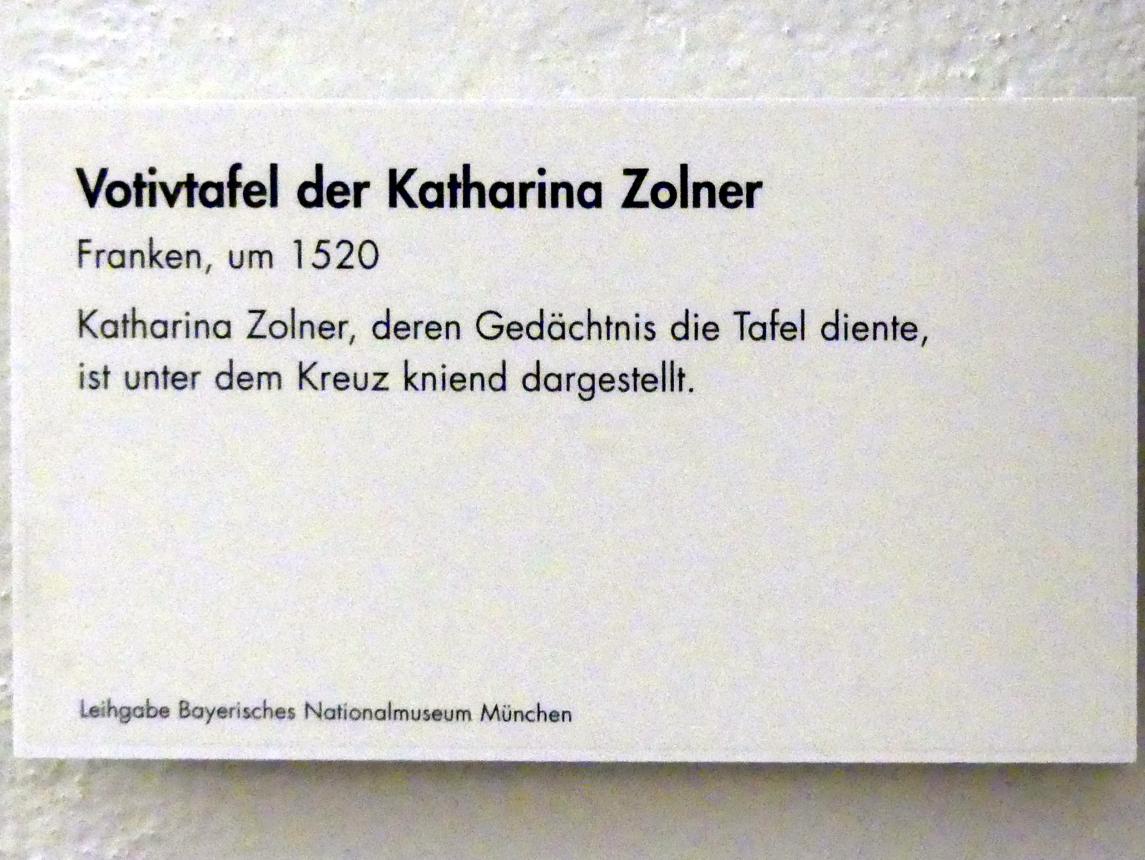 Votivtafel der Katharina Zolner
Franken, um 1520
Katharina Zolner, deren Gedächtnis die Tafel diente,
ist unter dem Kreuz kniend dargestellt.
Leihgabe Bayerisches Nationalmuseum München